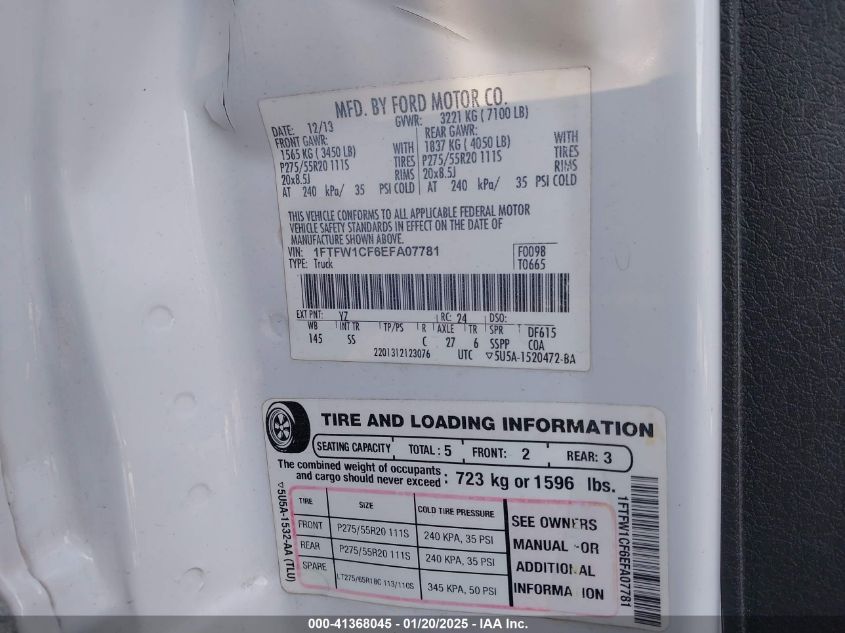 MFD. BY FORD MOTOR CO.
DATE: 12/13 GVWR: 3221 KG ( 7100 LB)
FRONT GAWR: REAR GAWR:
1565 KG ( 3450 LB) WITH 1837 KG ( 4050 LB) WITH
P275/55R20 111S TIRES P275/55R20 111S TIRES
20x8.5J RIMS 20x8.5J RIMS
AT 240 kPa/ 35 PSI COLD AT 240 kPa/ 35 PSI COLD
THIS VEHICLE CONFORMS TO ALL APPLICABLE FEDERAL MOTOR
VEHICLE SAFETY STANDARDS IN EFFECT ON THE DATE OF
MANUFACTURE SHOWN ABOVE.
VIN: 1FTFW1CF6EFA07781 F0098
TYPE: Truck T0665
EXT PNT: YZ RC: 24 DSO:
WB INT TR TP/PS R AXLE TR SPR DF615
145 SS C 27 6 SSPP COA
2201312123076 UTC ▽5U5A-1520472-BA
TIRE AND LOADING INFORMATION
SEATING CAPACITY TOTAL: 5 FRONT: 2 REAR: 3
The combined weight of occupants
and cargo should never exceed : 723 kg or 1596 lbs.
TIRE SIZE COLD TIRE PRESSURE
FRONT P275/55R20 111S 240 KPA, 35 PSI
REAR P275/55R20 111S 240 KPA, 35 PSI
SPARE LT275/65R18C 113/110S 345 KPA, 50 PSI
SEE OWNERS
MANUAL OR
ADDITIONAL
INFORMATION
▽5U5A-1532-AA (TLU)
1FTFW1CF6EFA07781
000-41368045 - 01/20/2025 - IAA Inc.